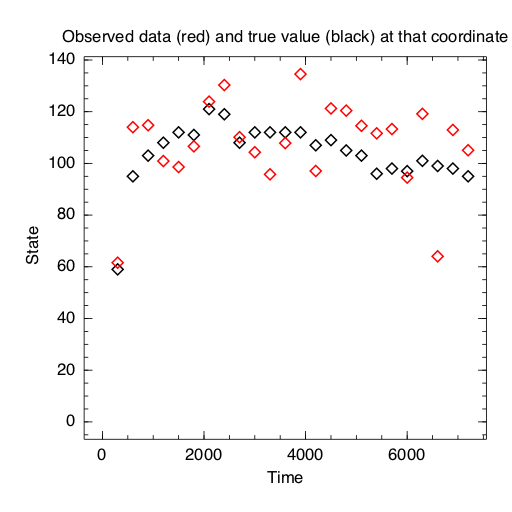 Observed data (red) and true value (black) at that coordinate
140
120
100
80
60
40
20
0
State
0 2000 4000 6000
Time